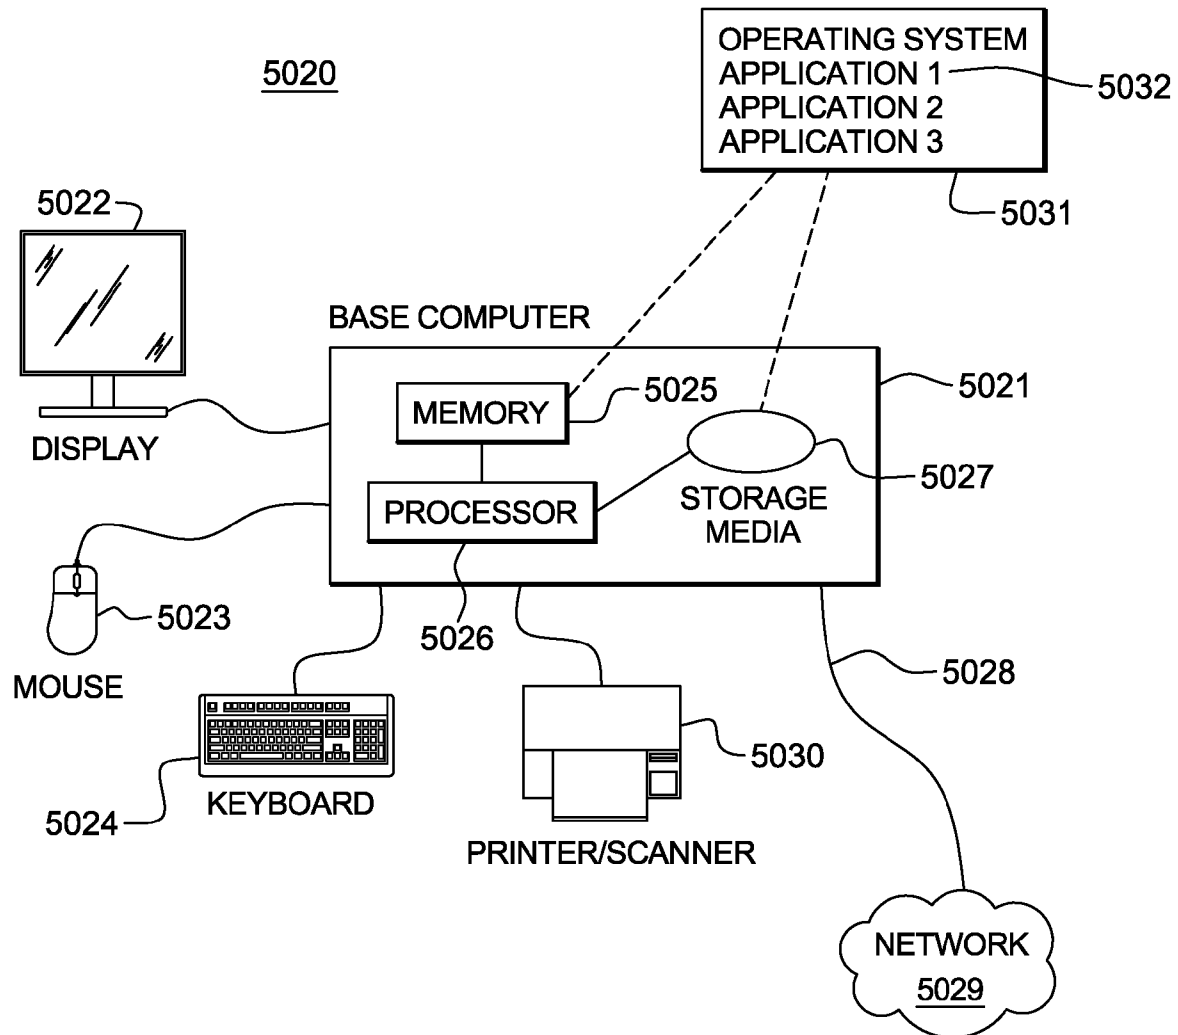 5020
OPERATING SYSTEM
APPLICATION 1
APPLICATION 2
APPLICATION 3
5032
5031
5022
DISPLAY
BASE COMPUTER
5021
MEMORY
5025
PROCESSOR
5026
STORAGE
MEDIA
5027
5023
MOUSE
5024
KEYBOARD
5030
PRINTER/SCANNER
5028
NETWORK
5029